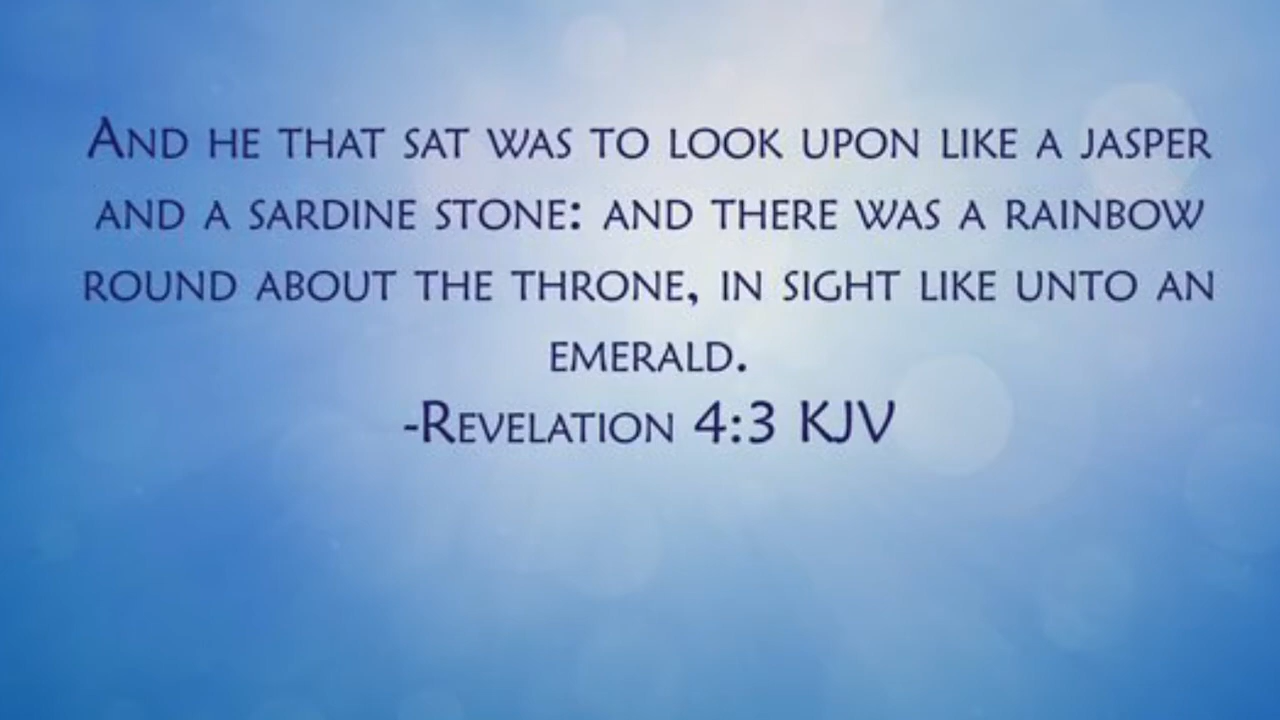 And he that sat was to look upon like a jasper
and a sardine stone: and there was a rainbow
round about the throne, in sight like unto an
emerald.
-Revelation 4:3 KJV